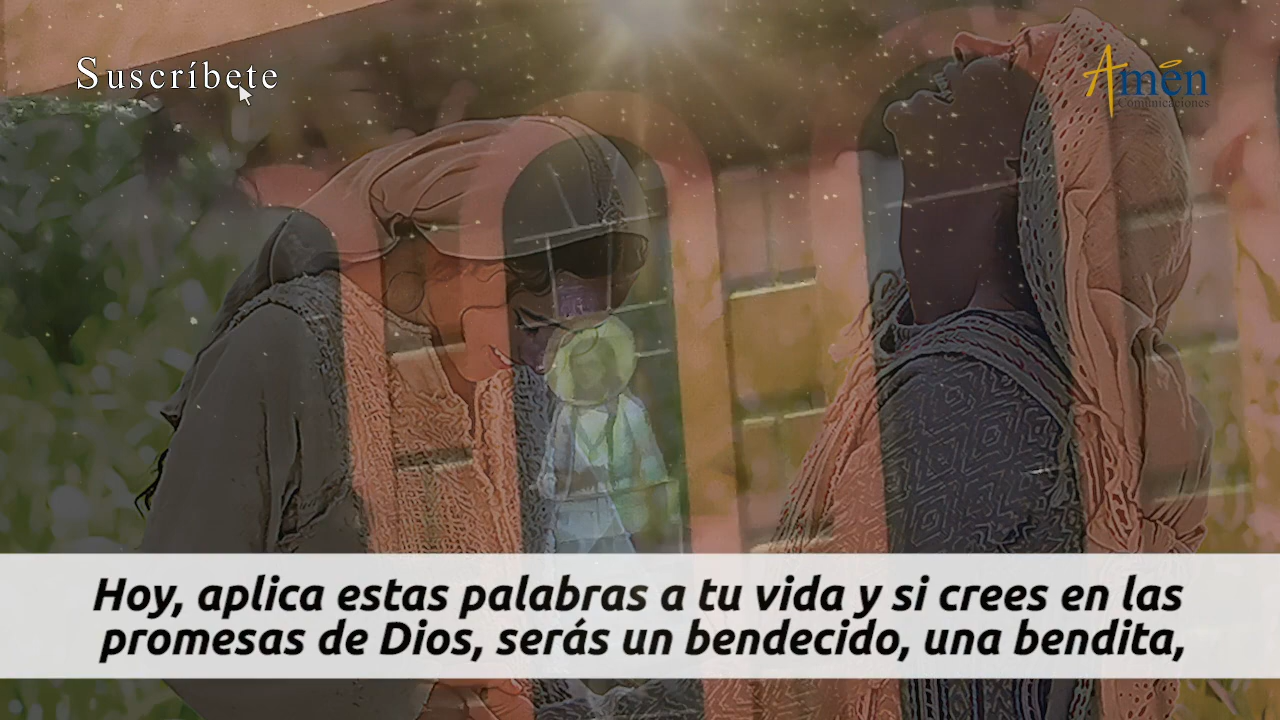 Suscríbete
Amén
Comunicaciones
Hoy, aplica estas palabras a tu vida y si crees en las
promesas de Dios, serás un bendecido, una bendita,